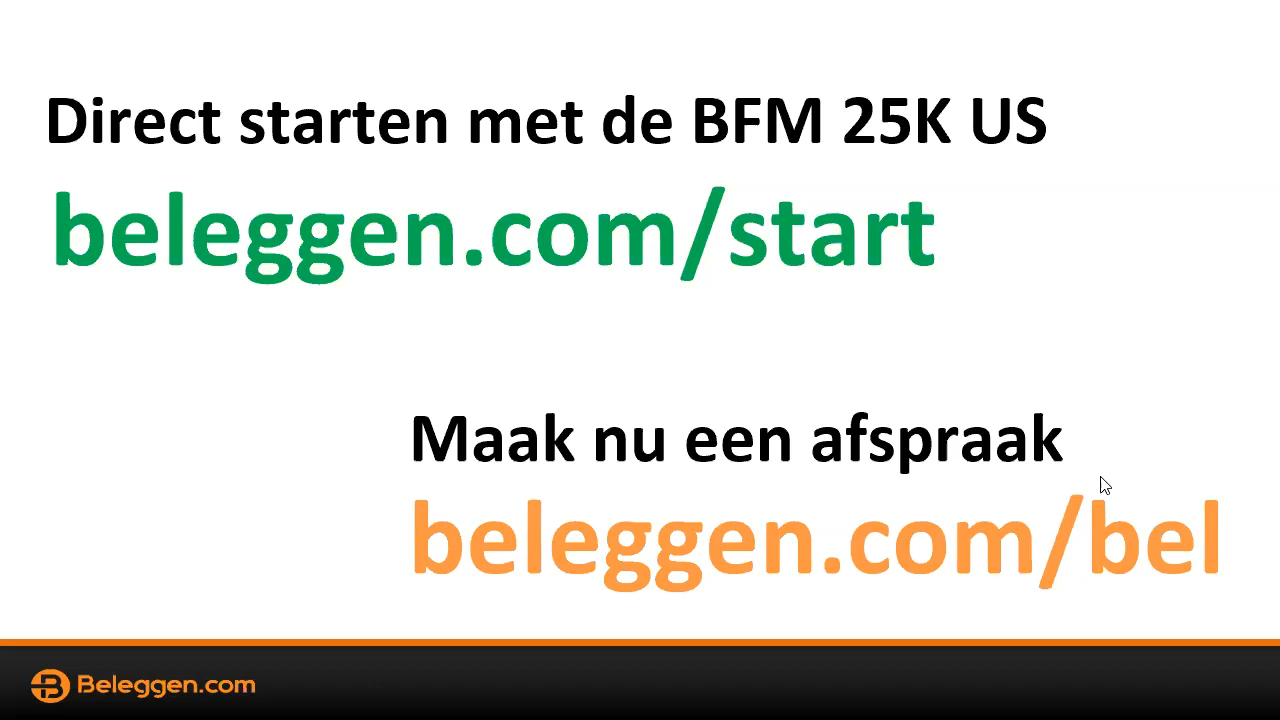 Direct starten met de BFM 25K US
beleggen.com/start
Maak nu een afspraak
beleggen.com/bel
Beleggen.com